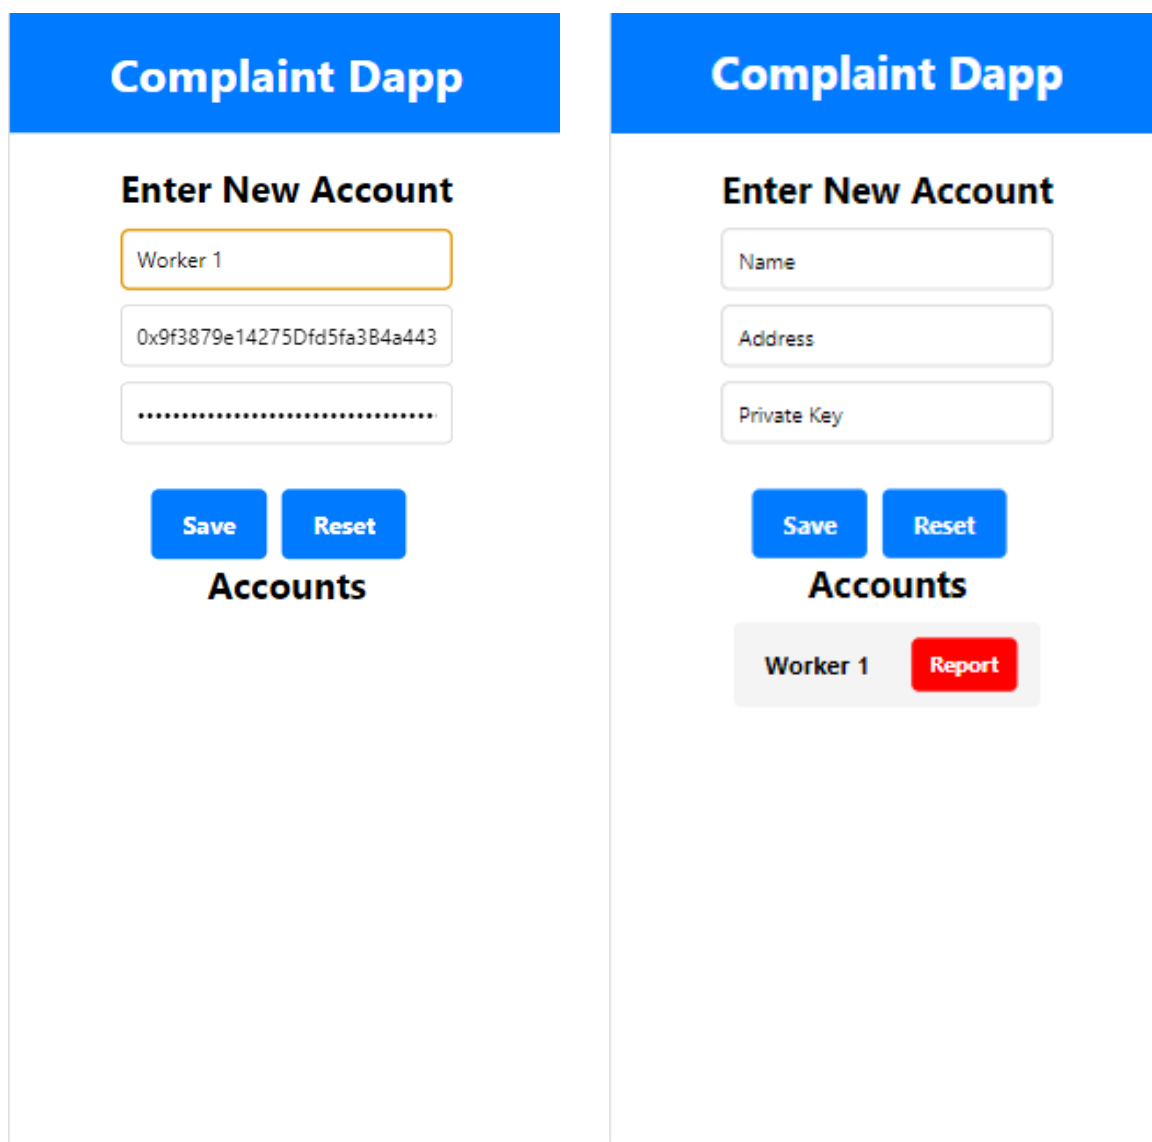 Complaint Dapp
Enter New Account
Worker 1
0x9f3879e14275Dfd5fa3B4a443
••••••••••••••••••••••••••••••••••
Save Reset
Accounts
Complaint Dapp
Enter New Account
Name
Address
Private Key
Save Reset
Accounts
Worker 1 Report